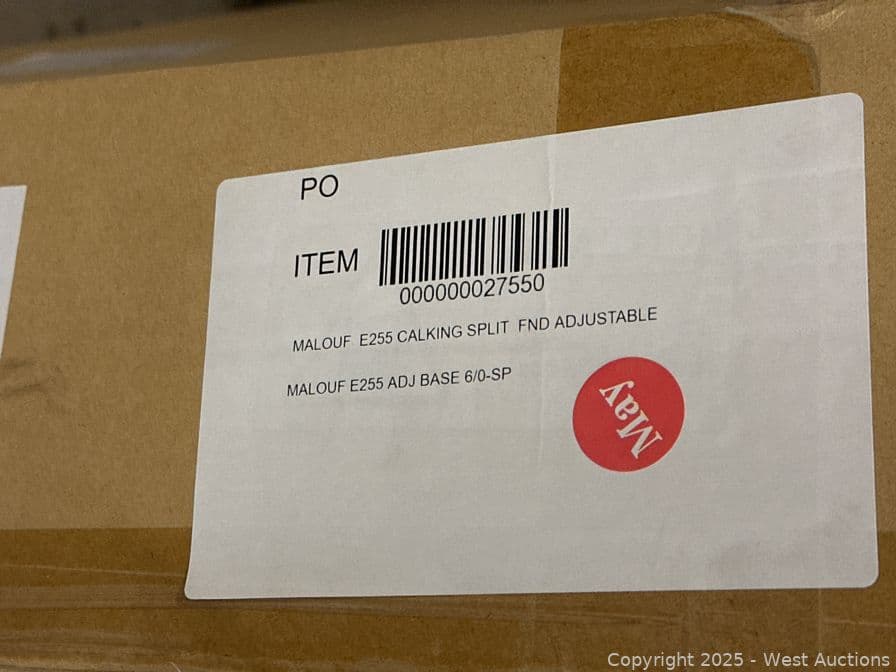 PO
ITEM
000000027550
MALOUF E255 CALKING SPLIT FND ADJUSTABLE
MALOUF E255 ADJ BASE 6/0-SP
May
Copyright 2025 - West Auctions